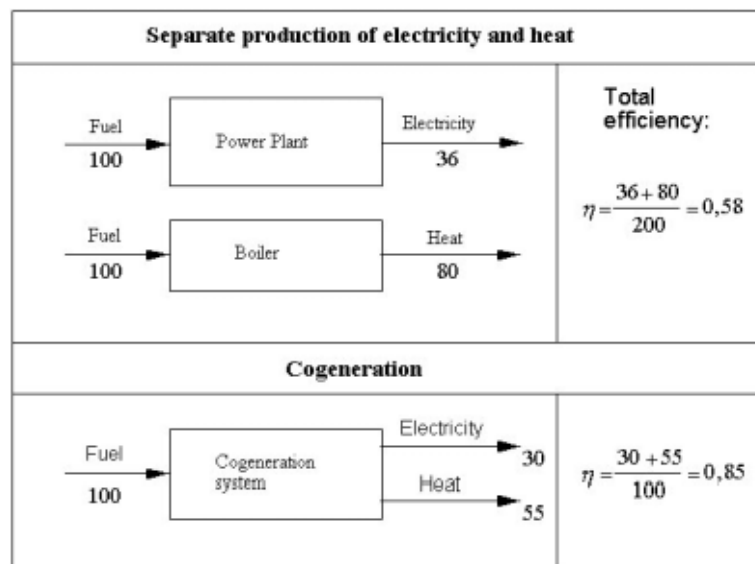 Separate production of electricity and heat
Fuel
100
Power Plant
Electricity
36
Total
efficiency:
η = 36 + 80 / 200 = 0,58
Fuel
100
Boiler
Heat
80
Cogeneration
Fuel
100
Cogeneration
system
Electricity
30
Heat
55
η = 30 + 55 / 100 = 0,85